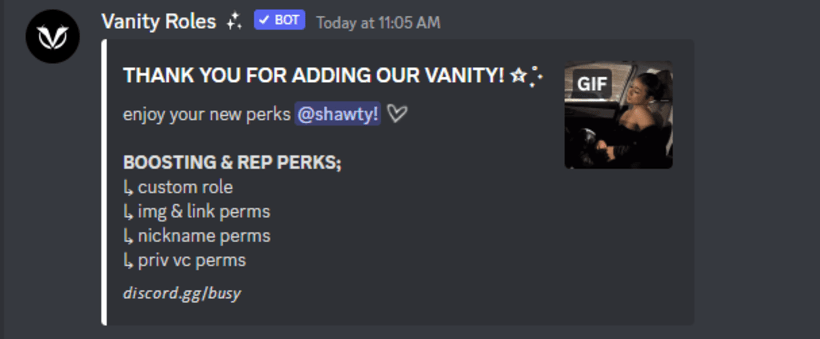 Vanity Roles ✓ BOT Today at 11:05 AM
THANK YOU FOR ADDING OUR VANITY!
GIF
enjoy your new perks @shawty! ♡
BOOSTING & REP PERKS;
↳ custom role
↳ img & link perms
↳ nickname perms
↳ priv vc perms
discord.gg/busy